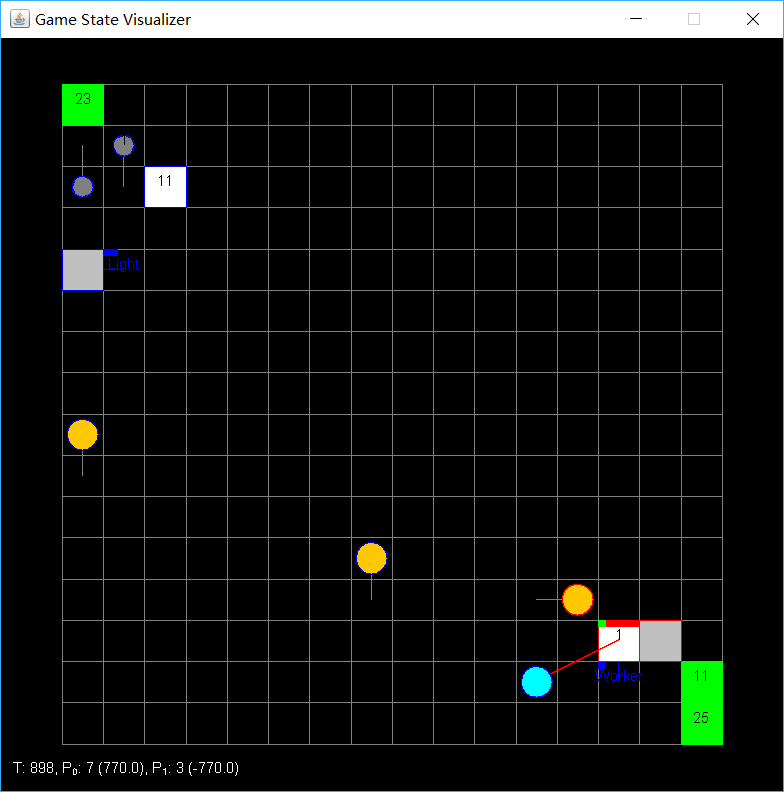 Game State Visualizer
23
11
Light
1
Worker
11
25
T: 898, P₀: 7 (770.0), P₁: 3 (-770.0)